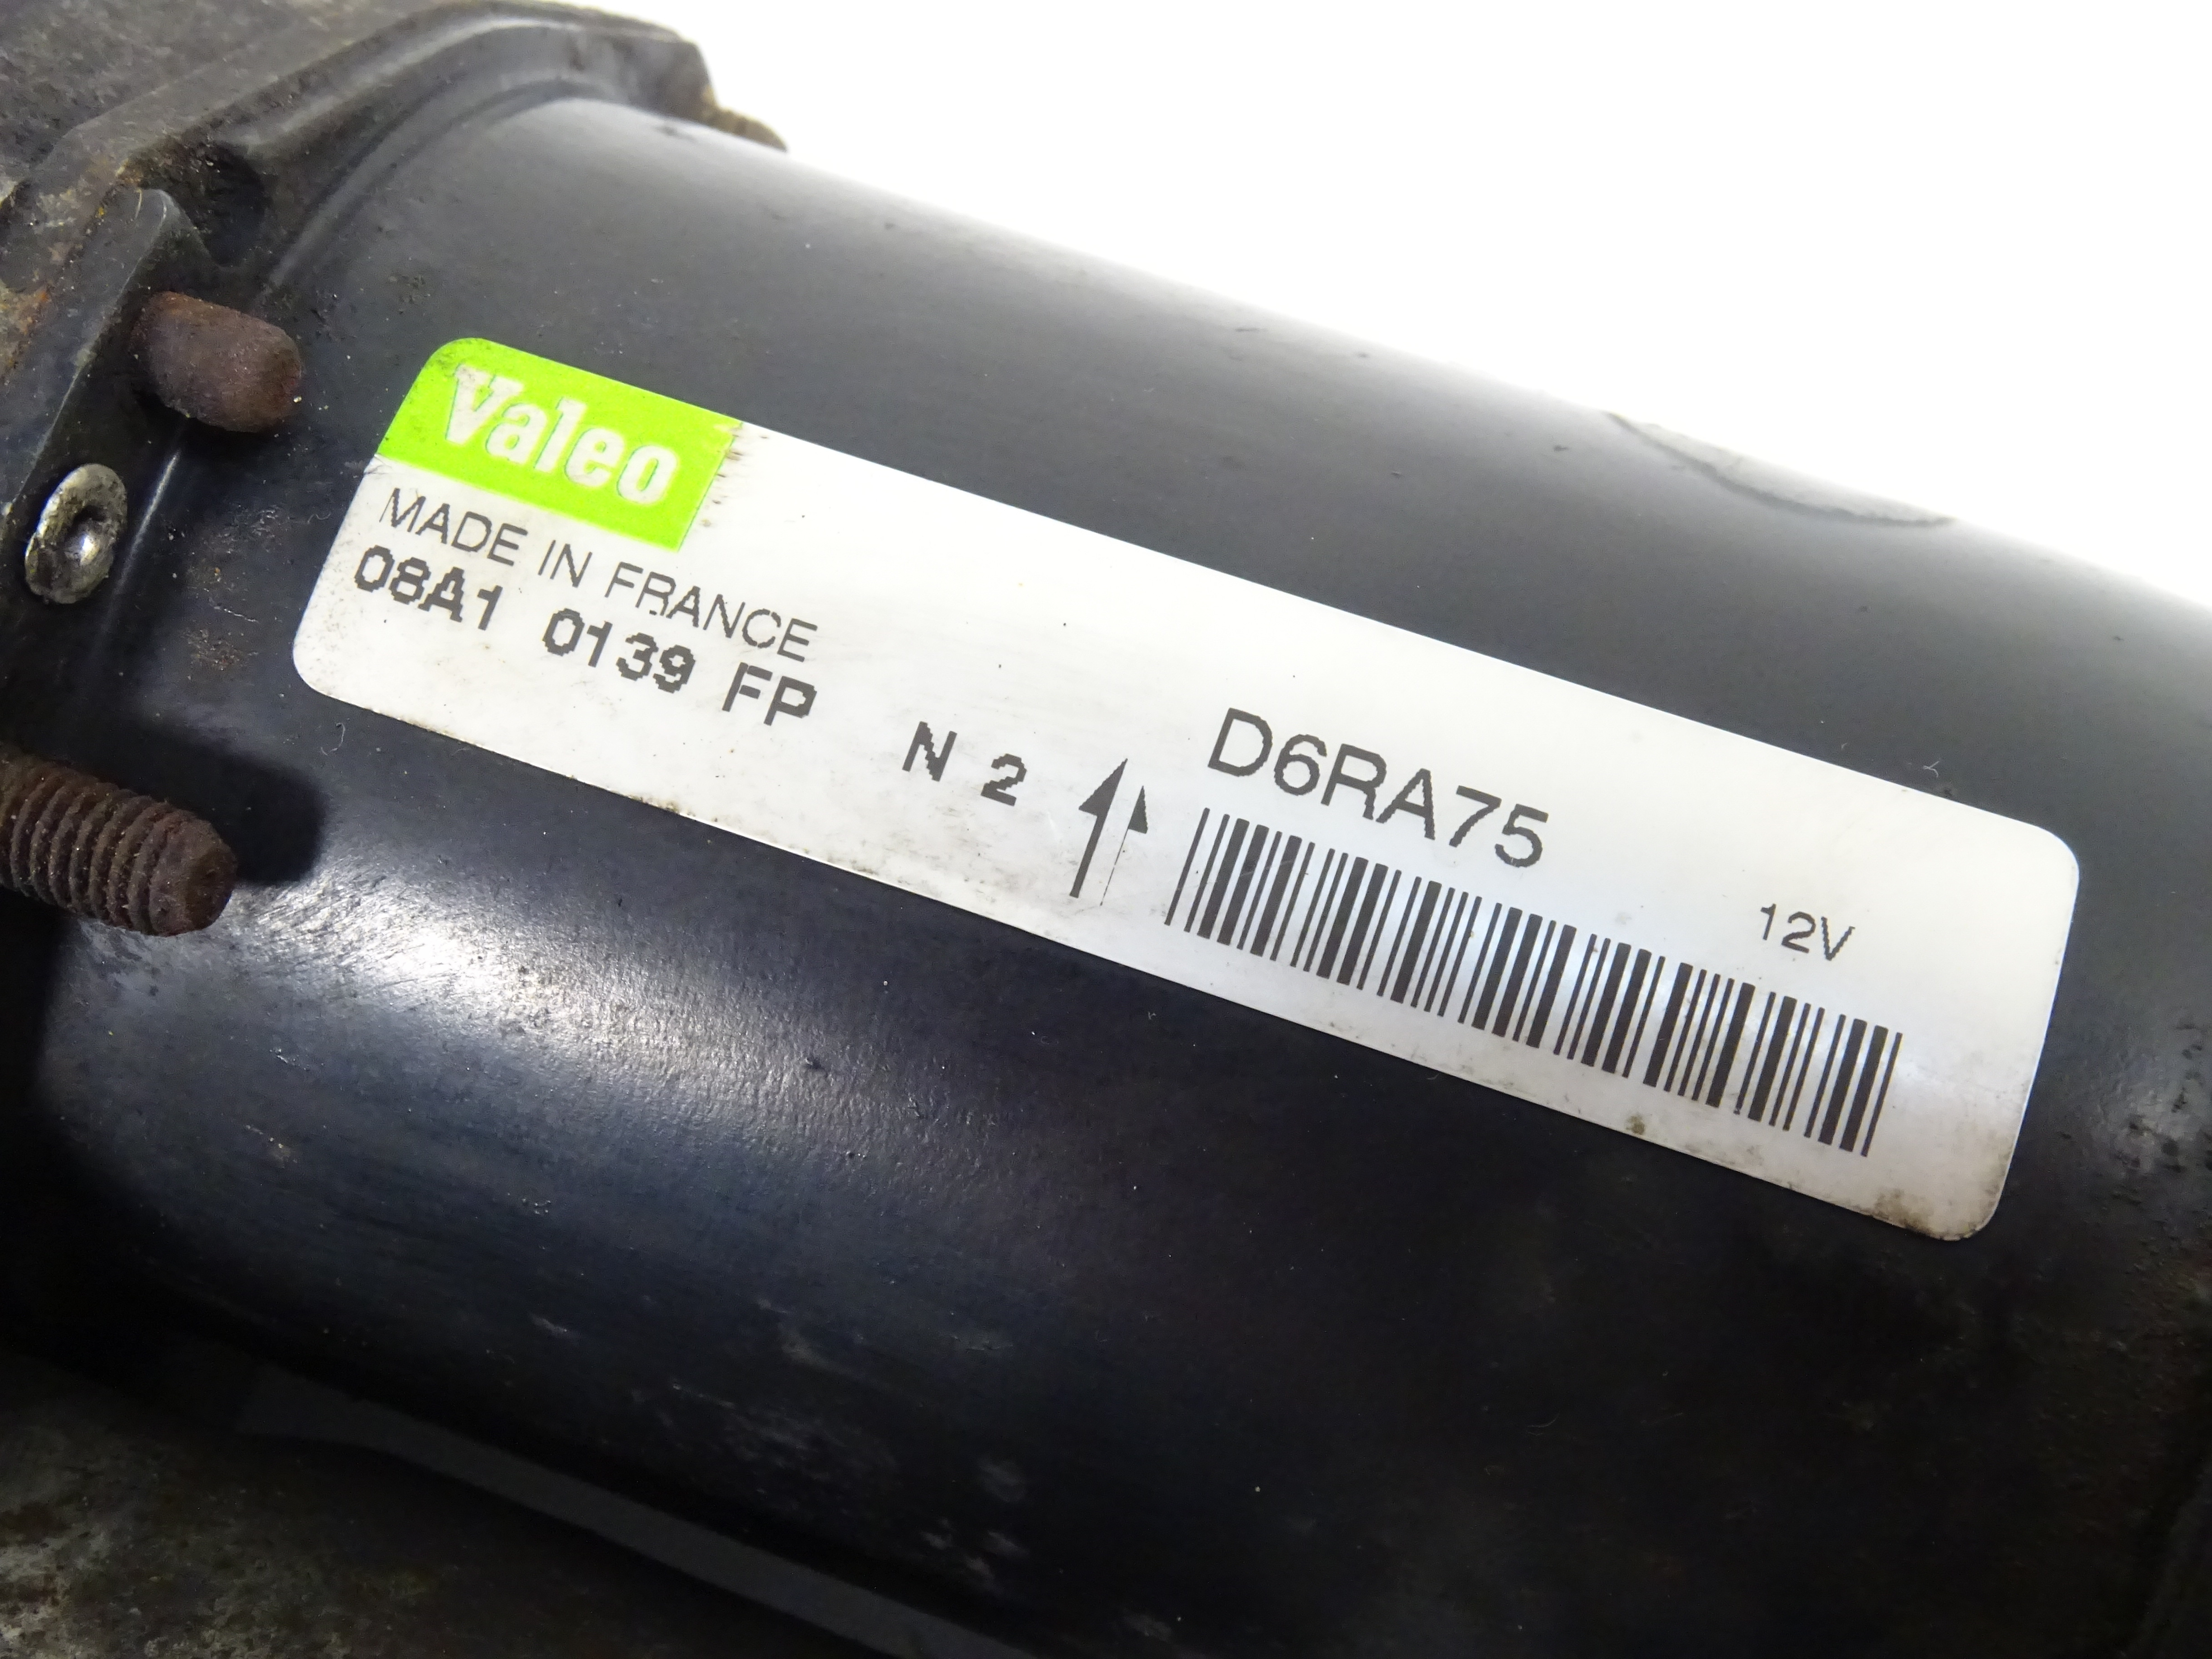 Valeo
MADE IN FRANCE
08A1 0139 FP
N 2
D6RA75
12V